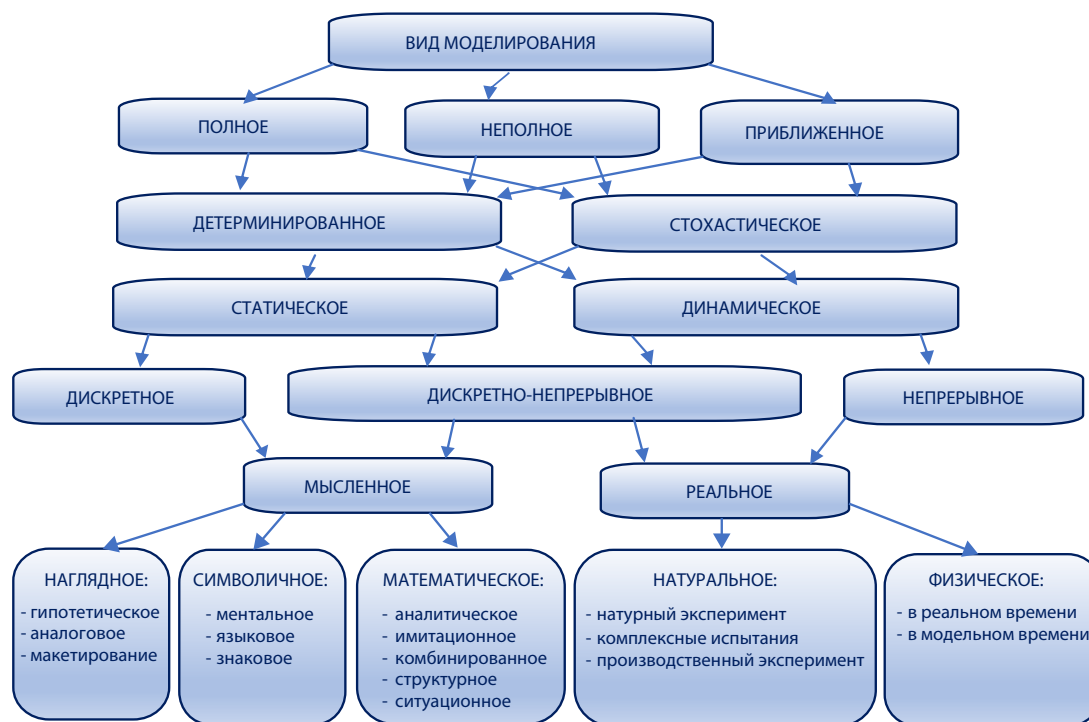 ВИД МОДЕЛИРОВАНИЯ
ПОЛНОЕ
НЕПОЛНОЕ
ПРИБЛИЖЕННОЕ
ДЕТЕРМИНИРОВАННОЕ
СТОХАСТИЧЕСКОЕ
СТАТИЧЕСКОЕ
ДИНАМИЧЕСКОЕ
ДИСКРЕТНОЕ
ДИСКРЕТНО-НЕПРЕРЫВНОЕ
НЕПРЕРЫВНОЕ
МЫСЛЕННОЕ
РЕАЛЬНОЕ
НАГЛЯДНОЕ:
- гипотетическое
- аналоговое
- макетирование
СИМВОЛИЧНОЕ:
- ментальное
- языковое
- знаковое
МАТЕМАТИЧЕСКОЕ:
- аналитическое
- имитационное
- комбинированное
- структурное
- ситуационное
НАТУРАЛЬНОЕ:
- натурный эксперимент
- комплексные испытания
- производственный эксперимент
ФИЗИЧЕСКОЕ:
- в реальном времени
- в модельном времени